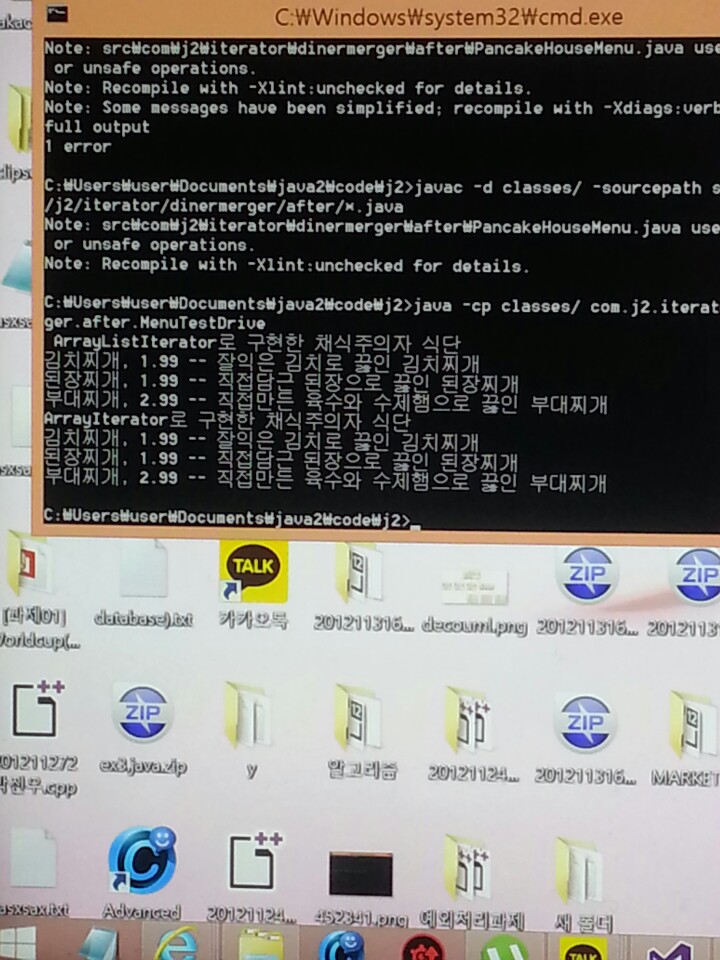 C:₩Windows₩system32₩cmd.exe
Note: src₩com₩j2₩iterator₩dinermerger₩after₩PancakeHouseMenu.java use
or unsafe operations.
Note: Recompile with -Xlint:unchecked for details.
Note: Some messages have been simplified; recompile with -Xdiags:verb
full output
1 error
C:₩Users₩user₩Documents₩java2₩code₩j2>javac -d classes/ -sourcepath s
/j2/iterator/dinermerger/after/*.java
Note: src₩com₩j2₩iterator₩dinermerger₩after₩PancakeHouseMenu.java use
or unsafe operations.
Note: Recompile with -Xlint:unchecked for details.
C:₩Users₩user₩Documents₩java2₩code₩j2>java -cp classes/ com.j2.iterat
ger.after.MenuTestDrive
ArrayListIterator로 구현한 채식주의자 식단
김치찌개, 1.99 -- 잘익은 김치로 끓인 김치찌개
된장찌개, 1.99 -- 직접담근 된장으로 끓인 된장찌개
부대찌개, 2.99 -- 직접만든 육수와 수제햄으로 끓인 부대찌개
ArrayIterator로 구현한 채식주의자 식단
김치찌개, 1.99 -- 잘익은 김치로 끓인 김치찌개
된장찌개, 1.99 -- 직접담근 된장으로 끓인 된장찌개
부대찌개, 2.99 -- 직접만든 육수와 수제햄으로 끓인 부대찌개
C:₩Users₩user₩Documents₩java2₩code₩j2>_
TALK ZIP ZIP
[과제01] database).txt 카카오톡 201211316... decouml.png 201211316... 2012113
Worldcup(...
ZIP ZIP
201211272 ex3.java.zip y 알고리즘 20121124... 201211316... MARKET
.cpp
asxsax.txt Advanced 20121124... 452341.png 예외처리과제 새 폴더
TALK